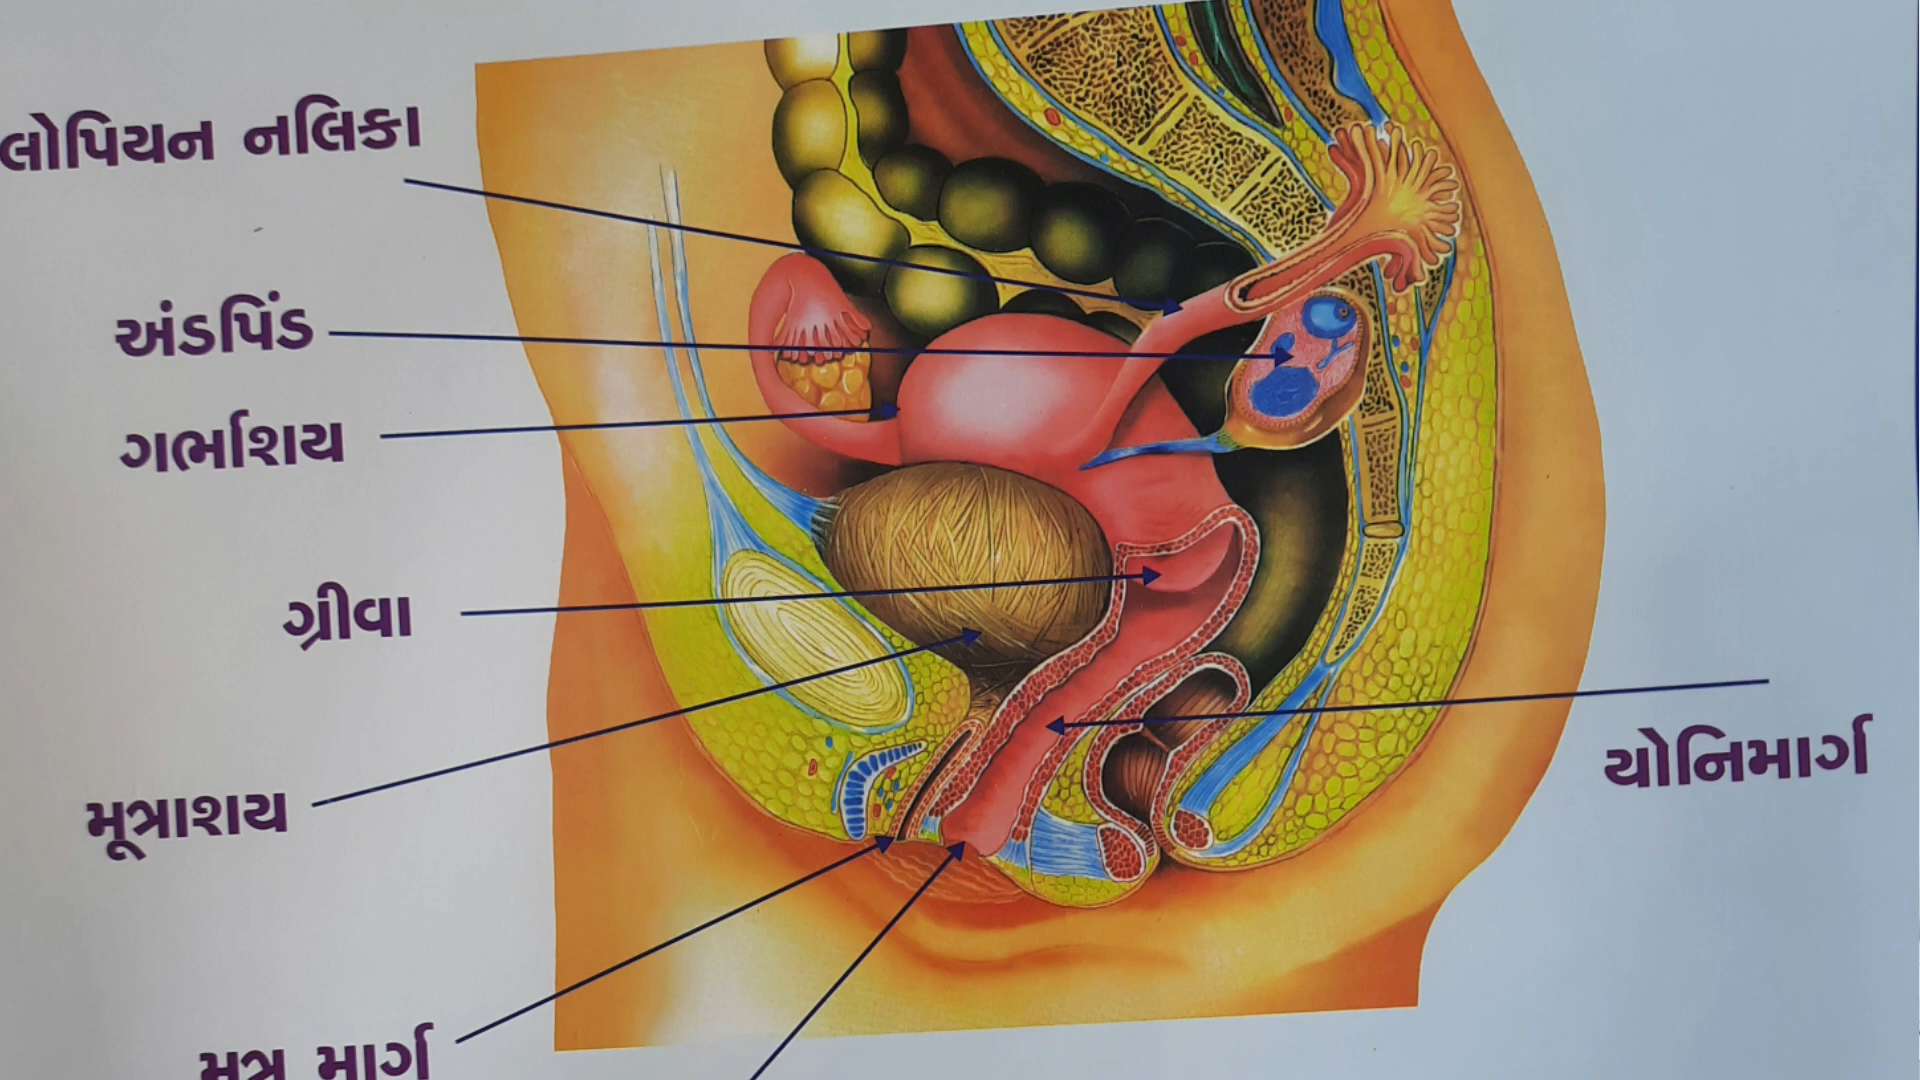 લોપિયન નલિકા
અંડપિંડ
ગર્ભાશય
ગ્રીવા
મૂત્રાશય
યોનિમાર્ગ
મૂત્ર માર્ગ